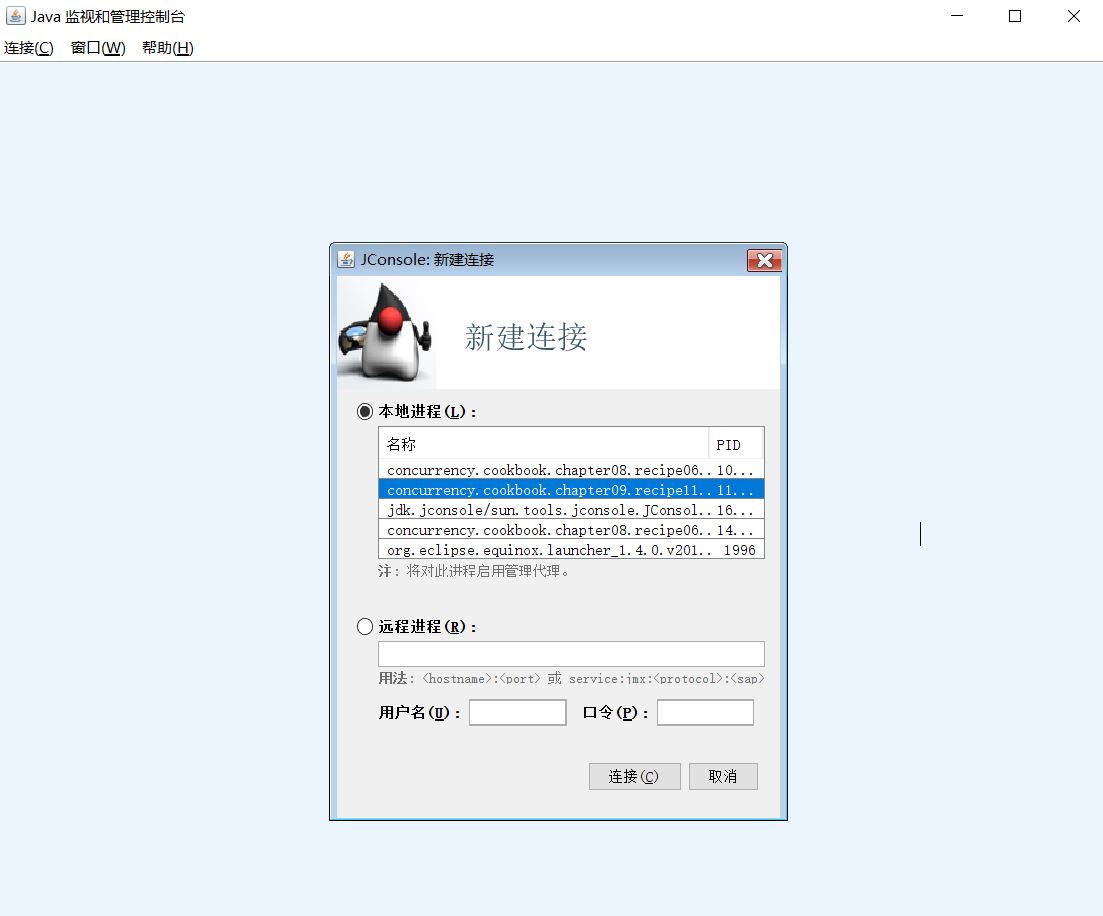 Java 监视和管理控制台
连接(C) 窗口(W) 帮助(H)
JConsole: 新建连接
新建连接
本地进程(L)：
名称 PID
concurrency.cookbook.chapter08.recipe06.. 10...
concurrency.cookbook.chapter09.recipe11.. 11...
jdk.jconsole/sun.tools.jconsole.JConsol.. 16...
concurrency.cookbook.chapter08.recipe06.. 14...
org.eclipse.equinox.launcher_1.4.0.v201.. 1996
注：将对此进程启用管理代理。
远程进程(R)：
用法：<hostname>:<port> 或 service:jmx:<protocol>:<sap>
用户名(U)： 口令(P)：
连接(C) 取消